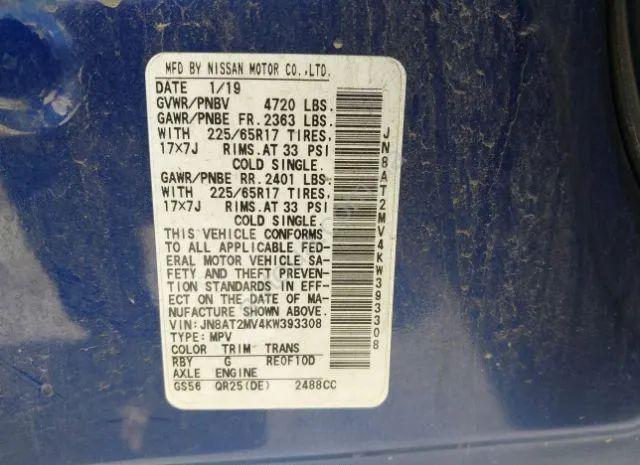 MFD BY NISSAN MOTOR CO.,LTD.
DATE 1/19
GVWR/PNBV 4720 LBS.
GAWR/PNBE FR. 2363 LBS.
WITH 225/65R17 TIRES,
17×7J RIMS.AT 33 PSI
COLD SINGLE.
GAWR/PNBE RR. 2401 LBS.
WITH 225/65R17 TIRES,
17×7J RIMS.AT 33 PSI
COLD SINGLE.
THIS VEHICLE CONFORMS
TO ALL APPLICABLE FED-
ERAL MOTOR VEHICLE SA-
FETY AND THEFT PREVEN-
TION STANDARDS IN EFF-
ECT ON THE DATE OF MA-
NUFACTURE SHOWN ABOVE.
VIN: JN8AT2MV4KW393308
TYPE: MPV
COLOR TRIM TRANS
RBY G RE0F10D
AXLE ENGINE
GS56 QR25(DE) 2488CC
JN8AT2MV4KW393308